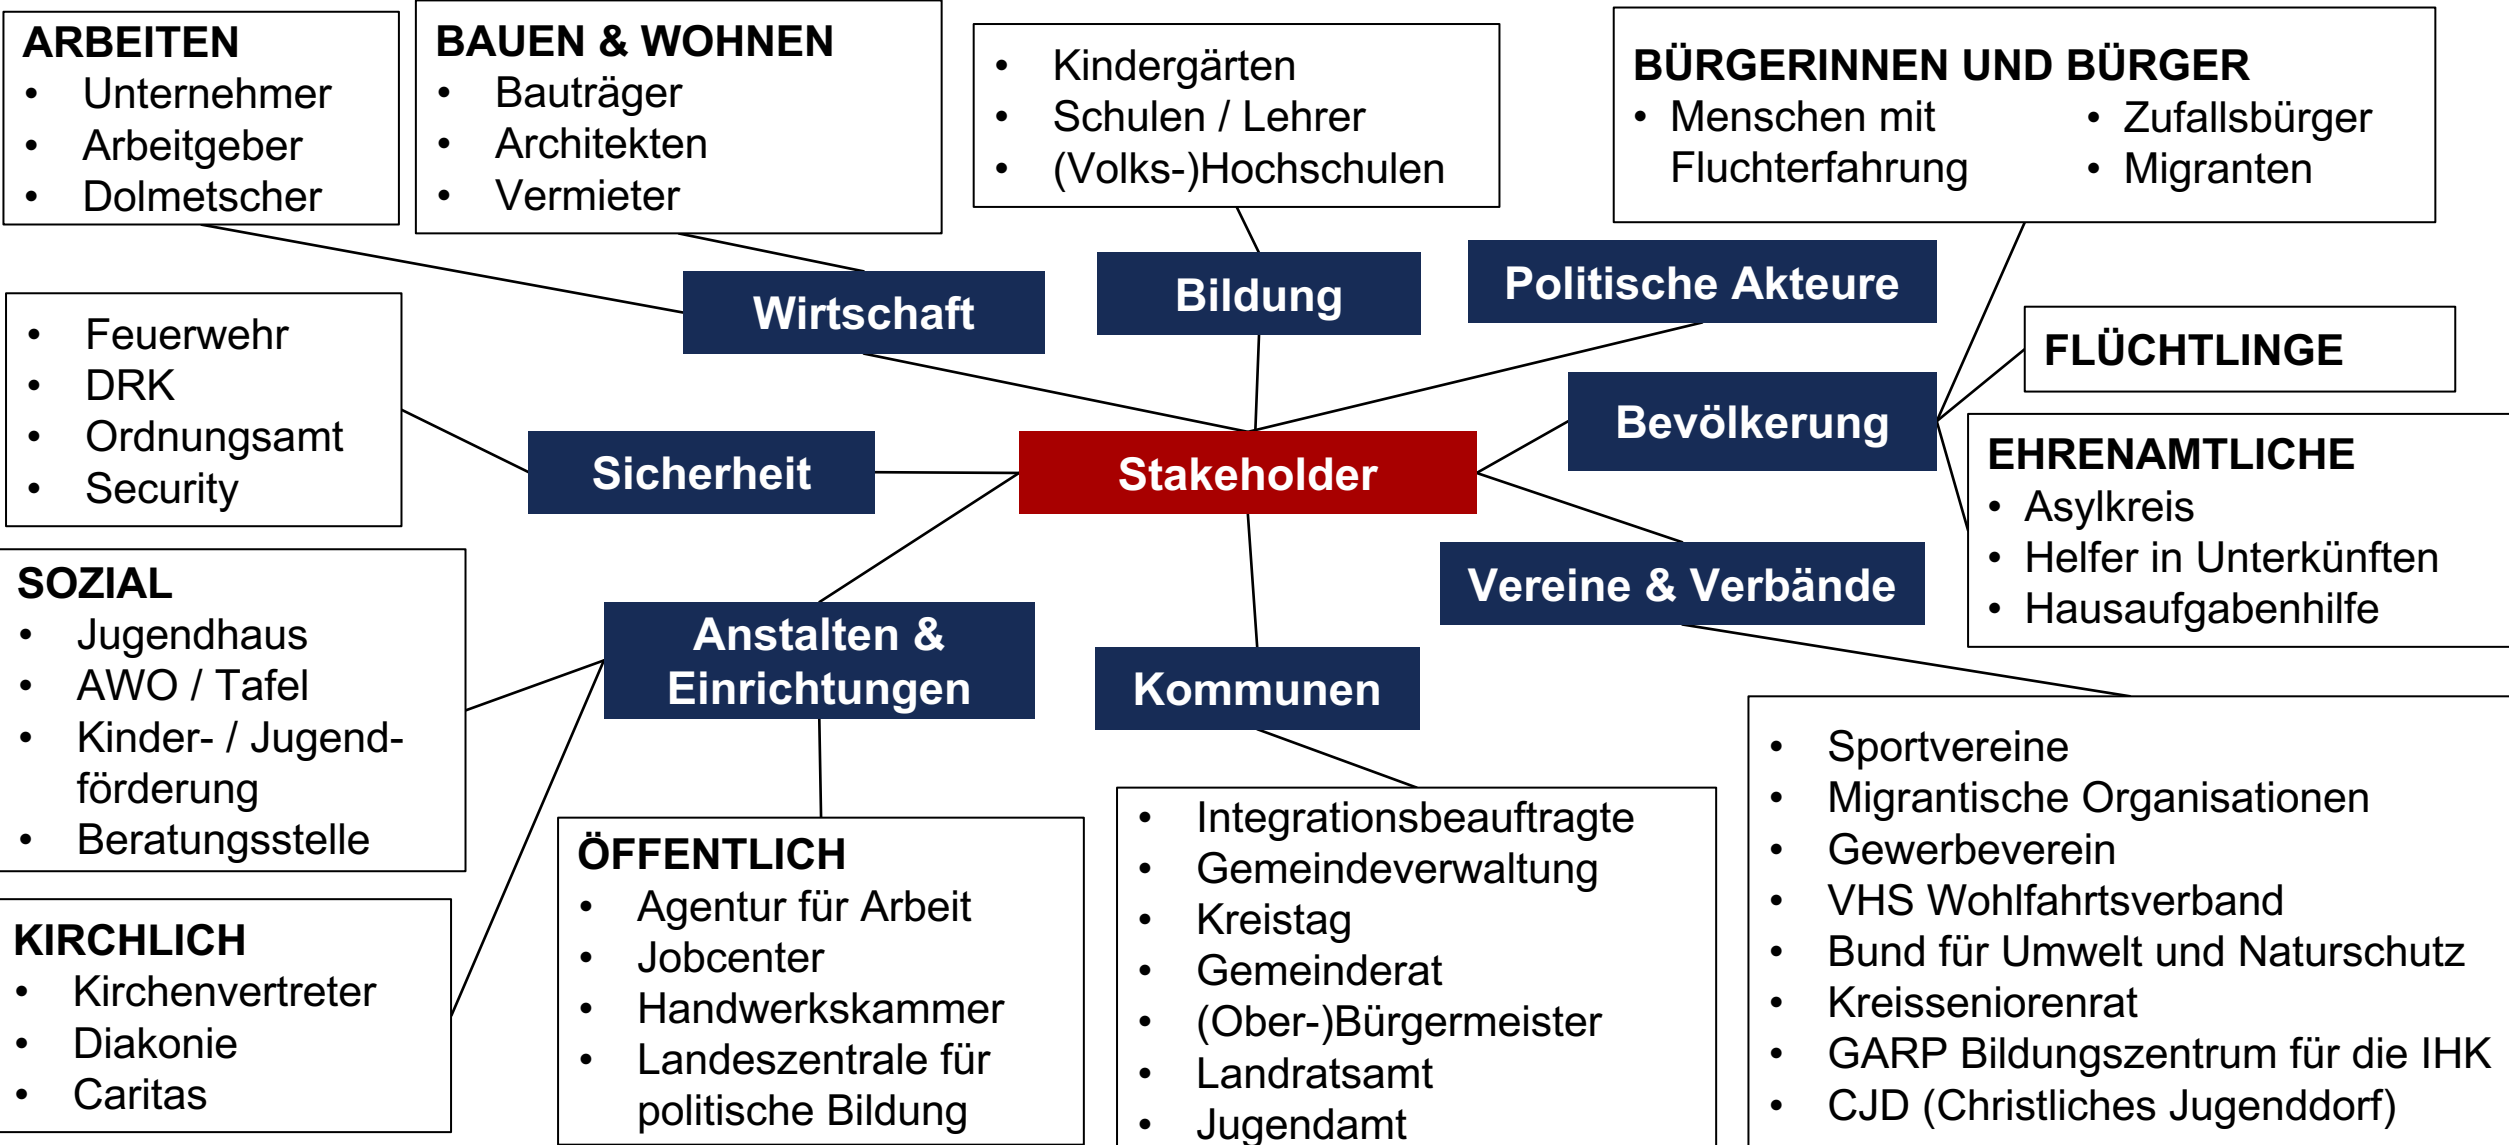 ARBEITEN
• Unternehmer
• Arbeitgeber
• Dolmetscher
BAUEN & WOHNEN
• Bauträger
• Architekten
• Vermieter
• Kindergärten
• Schulen / Lehrer
• (Volks-)Hochschulen
BÜRGERINNEN UND BÜRGER
• Menschen mit
Fluchterfahrung
• Zufallsbürger
• Migranten
Wirtschaft
Bildung
Politische Akteure
• Feuerwehr
• DRK
• Ordnungsamt
• Security
FLÜCHTLINGE
Sicherheit
Stakeholder
Bevölkerung
EHRENAMTLICHE
• Asylkreis
• Helfer in Unterkünften
• Hausaufgabenhilfe
SOZIAL
• Jugendhaus
• AWO / Tafel
• Kinder- / Jugend-
förderung
• Beratungsstelle
Anstalten &
Einrichtungen
Kommunen
Vereine & Verbände
KIRCHLICH
• Kirchenvertreter
• Diakonie
• Caritas
ÖFFENTLICH
• Agentur für Arbeit
• Jobcenter
• Handwerkskammer
• Landeszentrale für
politische Bildung
• Integrationsbeauftragte
• Gemeindeverwaltung
• Kreistag
• Gemeinderat
• (Ober-)Bürgermeister
• Landratsamt
• Jugendamt
• Sportvereine
• Migrantische Organisationen
• Gewerbeverein
• VHS Wohlfahrtsverband
• Bund für Umwelt und Naturschutz
• Kreisseniorenrat
• GARP Bildungszentrum für die IHK
• CJD (Christliches Jugenddorf)